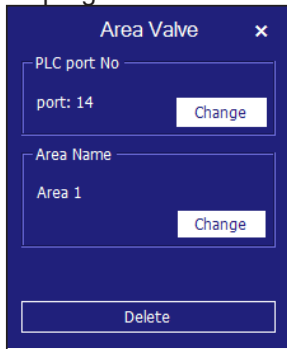 Area Valve ×
PLC port No
port: 14
Change
Area Name
Area 1
Change
Delete